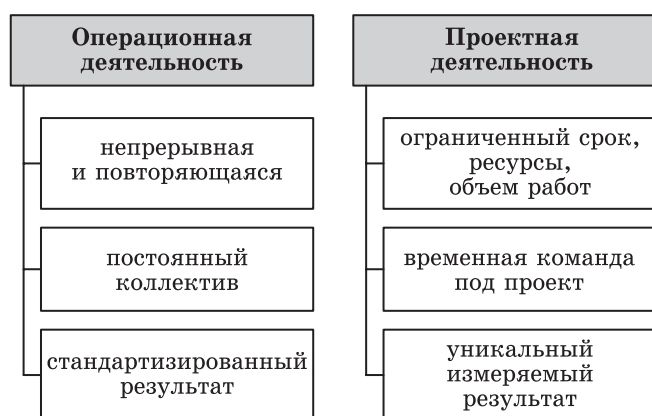 Операционная
деятельность
непрерывная
и повторяющаяся
постоянный
коллектив
стандартизированный
результат
Проектная
деятельность
ограниченный срок,
ресурсы,
объем работ
временная команда
под проект
уникальный
измеряемый
результат